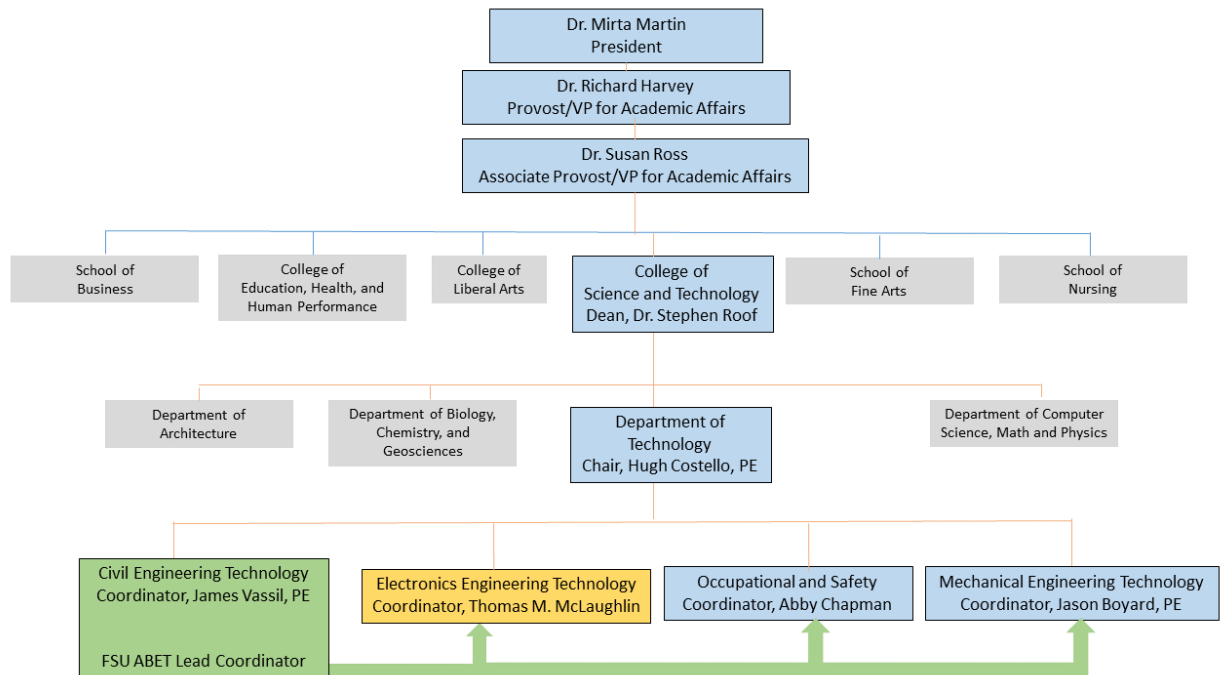 Dr. Mirta Martin
President
Dr. Richard Harvey
Provost/VP for Academic Affairs
Dr. Susan Ross
Associate Provost/VP for Academic Affairs
School of
Business
College of
Education, Health, and
Human Performance
College of
Liberal Arts
College of
Science and Technology
Dean, Dr. Stephen Roof
School of
Fine Arts
School of
Nursing
Department of
Architecture
Department of Biology,
Chemistry, and
Geosciences
Department of
Technology
Chair, Hugh Costello, PE
Department of Computer
Science, Math and Physics
Civil Engineering Technology
Coordinator, James Vassil, PE
FSU ABET Lead Coordinator
Electronics Engineering Technology
Coordinator, Thomas M. McLaughlin
Occupational and Safety
Coordinator, Abby Chapman
Mechanical Engineering Technology
Coordinator, Jason Boyard, PE